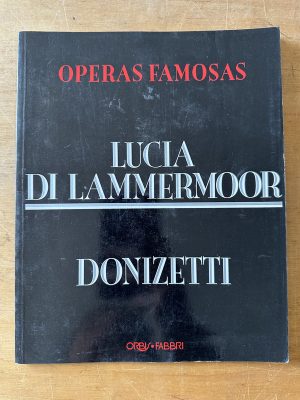 OPERAS FAMOSAS
LUCIA
DI LAMMERMOOR
DONIZETTI
ORBIS•FABBRI